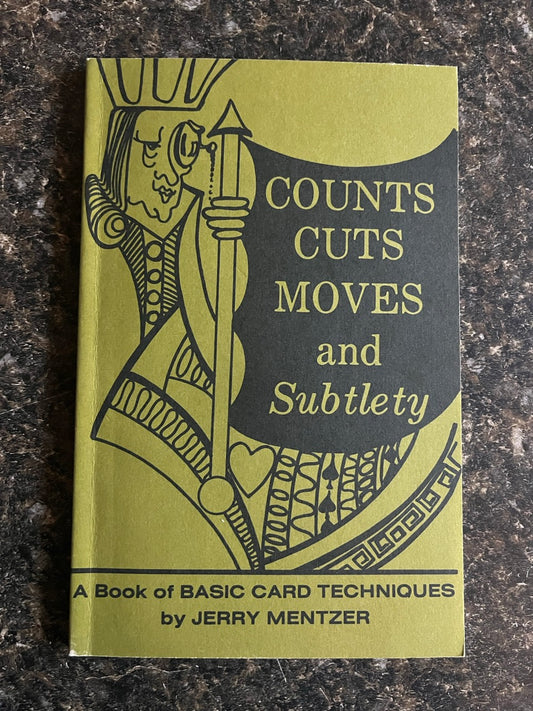 COUNTS
CUTS
MOVES
and
Subtlety
A Book of BASIC CARD TECHNIQUES
by JERRY MENTZER